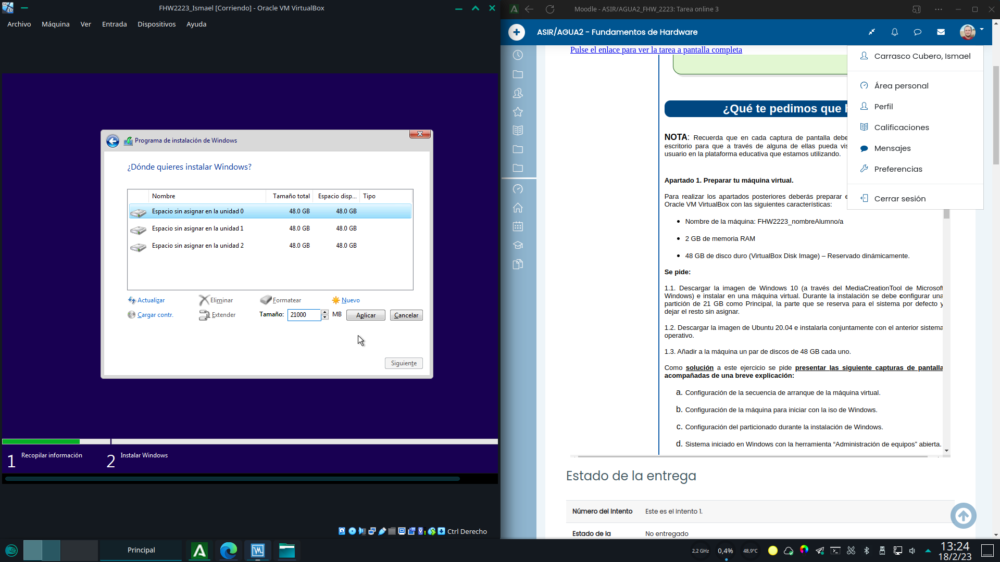 FHW2223_Ismael [Corriendo] - Oracle VM VirtualBox
Archivo Máquina Ver Entrada Dispositivos Ayuda
Programa de instalación de Windows
¿Dónde quieres instalar Windows?
Nombre Tamaño total Espacio disp... Tipo
Espacio sin asignar en la unidad 0 48.0 GB 48.0 GB
Espacio sin asignar en la unidad 1 48.0 GB 48.0 GB
Espacio sin asignar en la unidad 2 48.0 GB 48.0 GB
Actualizar Eliminar Formatear Nuevo
Cargar contr. Extender Tamaño: 21000 MB Aplicar Cancelar
Siguiente
1 Recopilar información 2 Instalar Windows
Ctrl Derecho
Moodle - ASIR/AGUA2_FHW_2223: Tarea online 3
ASIR/AGUA2 - Fundamentos de Hardware
Pulse el enlace para ver la tarea a pantalla completa
Carrasco Cubero, Ismael
Área personal
Perfil
Calificaciones
Mensajes
Preferencias
Cerrar sesión
¿Qué te pedimos que
NOTA: Recuerda que en cada captura de pantalla debe
escritorio para que a través de alguna de ellas pueda vis
usuario en la plataforma educativa que estamos utilizando.
Apartado 1. Preparar tu máquina virtual.
Para realizar los apartados posteriores deberás preparar e
Oracle VM VirtualBox con las siguientes características:
• Nombre de la máquina: FHW2223_nombreAlumno/a
• 2 GB de memoria RAM
• 48 GB de disco duro (VirtualBox Disk Image) – Reservado dinámicamente.
Se pide:
1.1. Descargar la imagen de Windows 10 (a través del MediaCreationTool de Microsoft
Windows) e instalar en una máquina virtual. Durante la instalación se debe configurar una
partición de 21 GB como Principal, la parte que se reserva para el sistema por defecto y
dejar el resto sin asignar.
1.2. Descargar la imagen de Ubuntu 20.04 e instalarla conjuntamente con el anterior sistema
operativo.
1.3. Añadir a la máquina un par de discos de 48 GB cada uno.
Como solución a este ejercicio se pide presentar las siguiente capturas de pantalla
acompañadas de una breve explicación:
a. Configuración de la secuencia de arranque de la máquina virtual.
b. Configuración de la máquina para iniciar con la iso de Windows.
c. Configuración del particionado durante la instalación de Windows.
d. Sistema iniciado en Windows con la herramienta “Administración de equipos” abierta.
Estado de la entrega
Número del intento Este es el intento 1.
Estado de la No entregado
Principal
2,2 GHz 0,4% 48,9°C
13:24
18/2/23